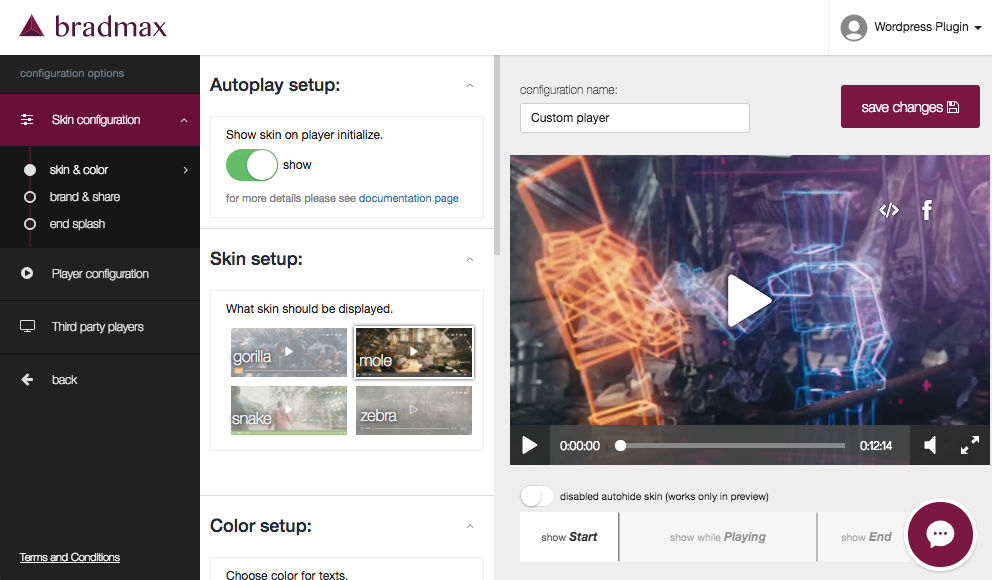 bradmax
Wordpress Plugin
configuration options
Skin configuration
skin & color
brand & share
end splash
Player configuration
Third party players
back
Terms and Conditions
Autoplay setup:
Show skin on player initialize.
show
for more details please see documentation page
Skin setup:
What skin should be displayed.
gorilla
mole
snake
zebra
Color setup:
Choose color for texts.
configuration name:
Custom player
save changes
</>
f
0:00:00
0:12:14
disabled autohide skin (works only in preview)
show Start
show while Playing
show End